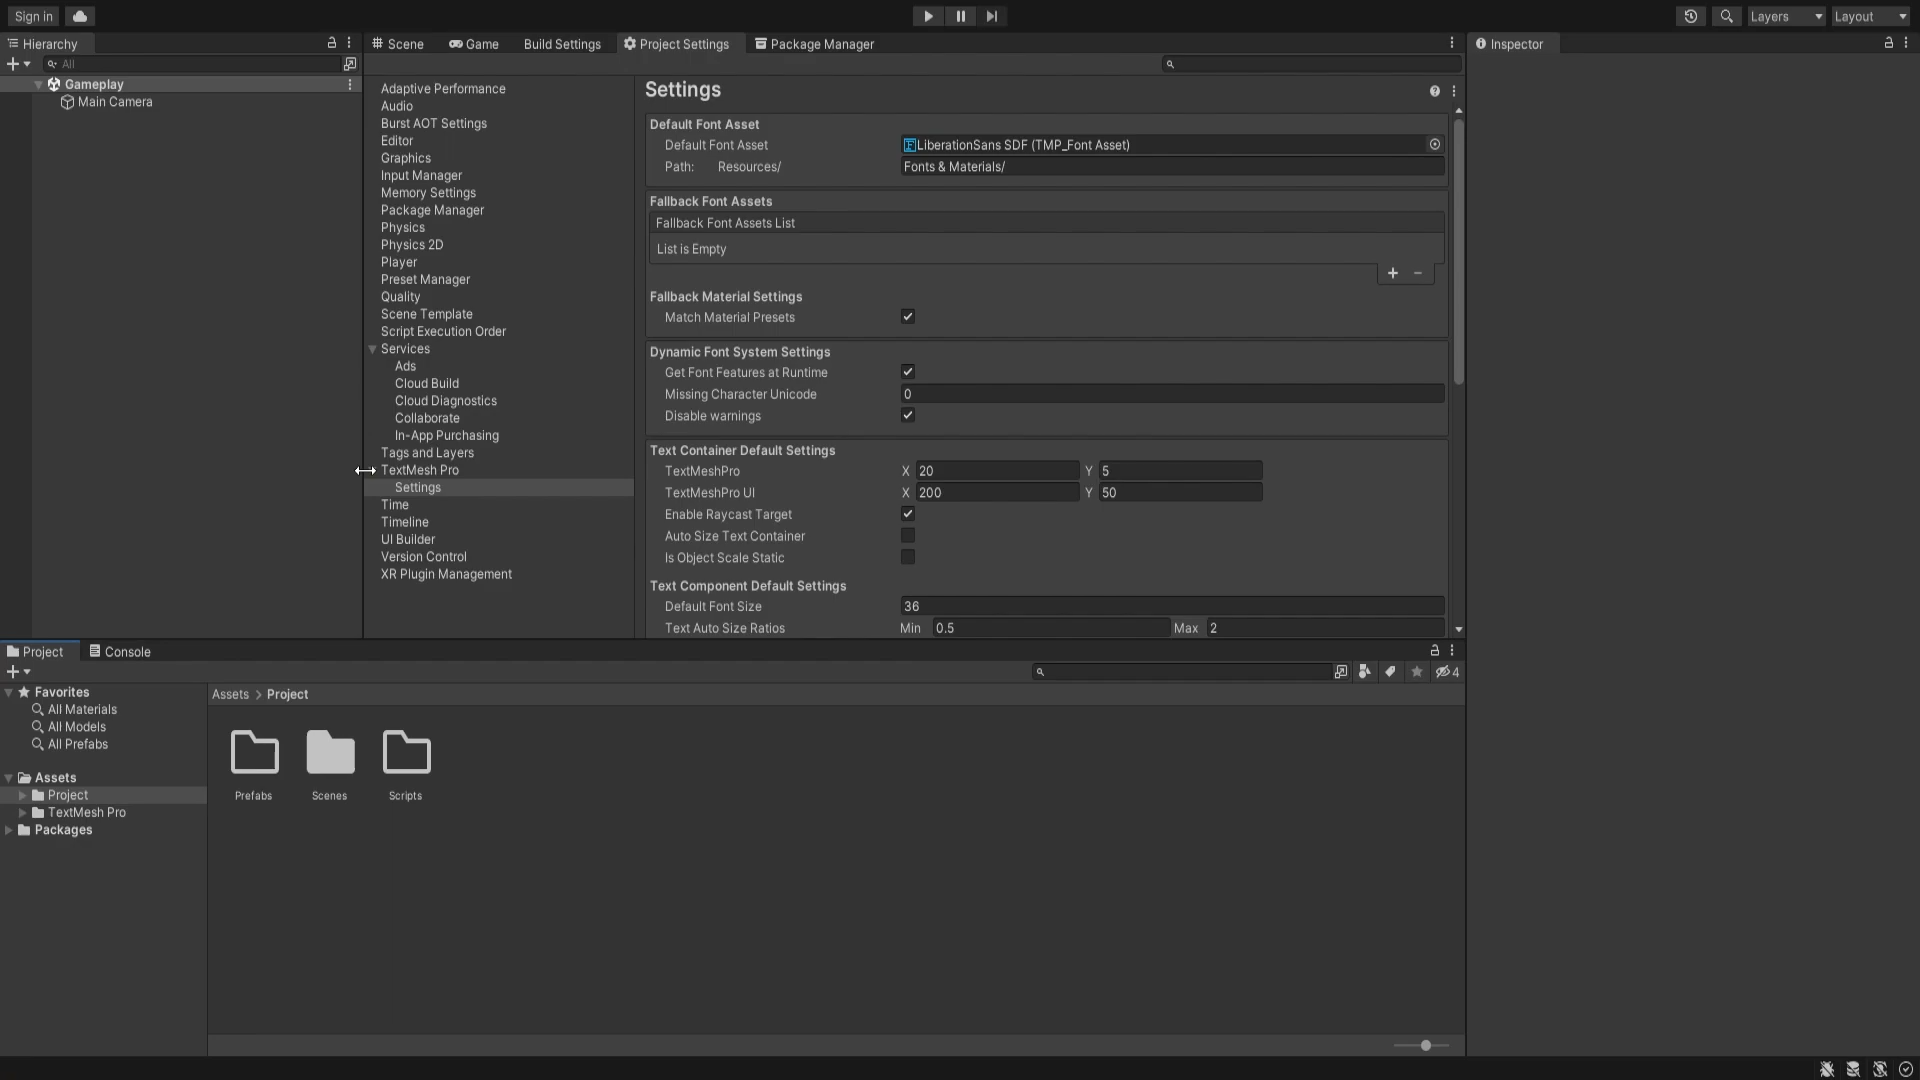 Sign in
Layers
Layout
Hierarchy
Scene
Game
Build Settings
Project Settings
Package Manager
Inspector
All
Gameplay
Main Camera
Adaptive Performance
Audio
Burst AOT Settings
Editor
Graphics
Input Manager
Memory Settings
Package Manager
Physics
Physics 2D
Player
Preset Manager
Quality
Scene Template
Script Execution Order
Services
Ads
Cloud Build
Cloud Diagnostics
Collaborate
In-App Purchasing
Tags and Layers
TextMesh Pro
Settings
Time
Timeline
UI Builder
Version Control
XR Plugin Management
Settings
Default Font Asset
Default Font Asset LiberationSans SDF (TMP_Font Asset)
Path: Resources/ Fonts & Materials/
Fallback Font Assets
Fallback Font Assets List
List is Empty
Fallback Material Settings
Match Material Presets
Dynamic Font System Settings
Get Font Features at Runtime
Missing Character Unicode 0
Disable warnings
Text Container Default Settings
TextMeshPro X 20 Y 5
TextMeshPro UI X 200 Y 50
Enable Raycast Target
Auto Size Text Container
Is Object Scale Static
Text Component Default Settings
Default Font Size 36
Text Auto Size Ratios Min 0.5 Max 2
Project
Console
4
Favorites
All Materials
All Models
All Prefabs
Assets
Project
TextMesh Pro
Packages
Assets > Project
Prefabs
Scenes
Scripts